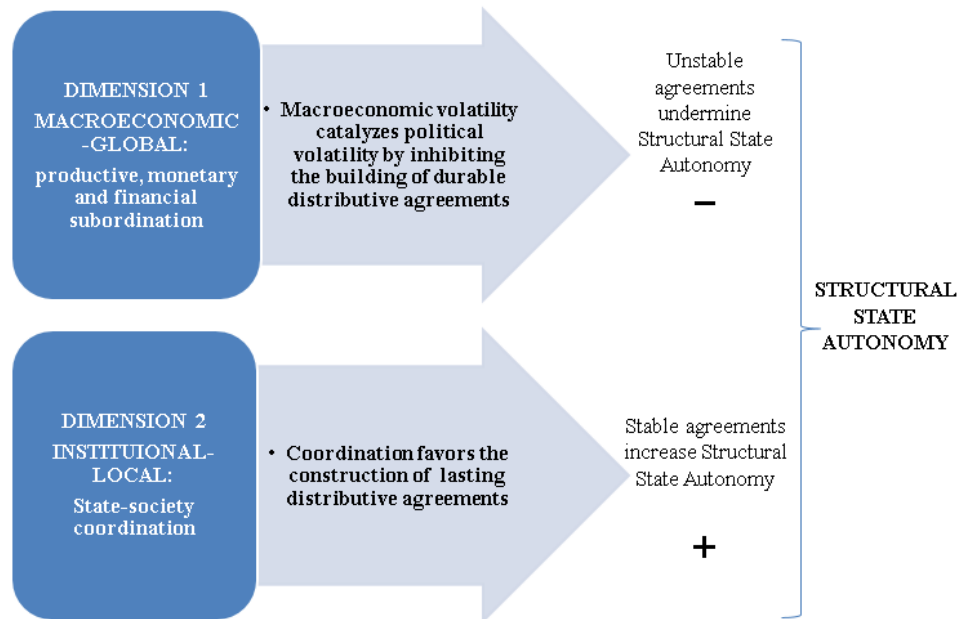 DIMENSION 1
MACROECONOMIC
-GLOBAL:
productive, monetary
and financial
subordination
• Macroeconomic volatility
catalyzes political
volatility by inhibiting
the building of durable
distributive agreements
Unstable
agreements
undermine
Structural State
Autonomy
−
DIMENSION 2
INSTITUIONAL-
LOCAL:
State-society
coordination
• Coordination favors the
construction of lasting
distributive agreements
Stable agreements
increase Structural
State Autonomy
+
STRUCTURAL
STATE
AUTONOMY